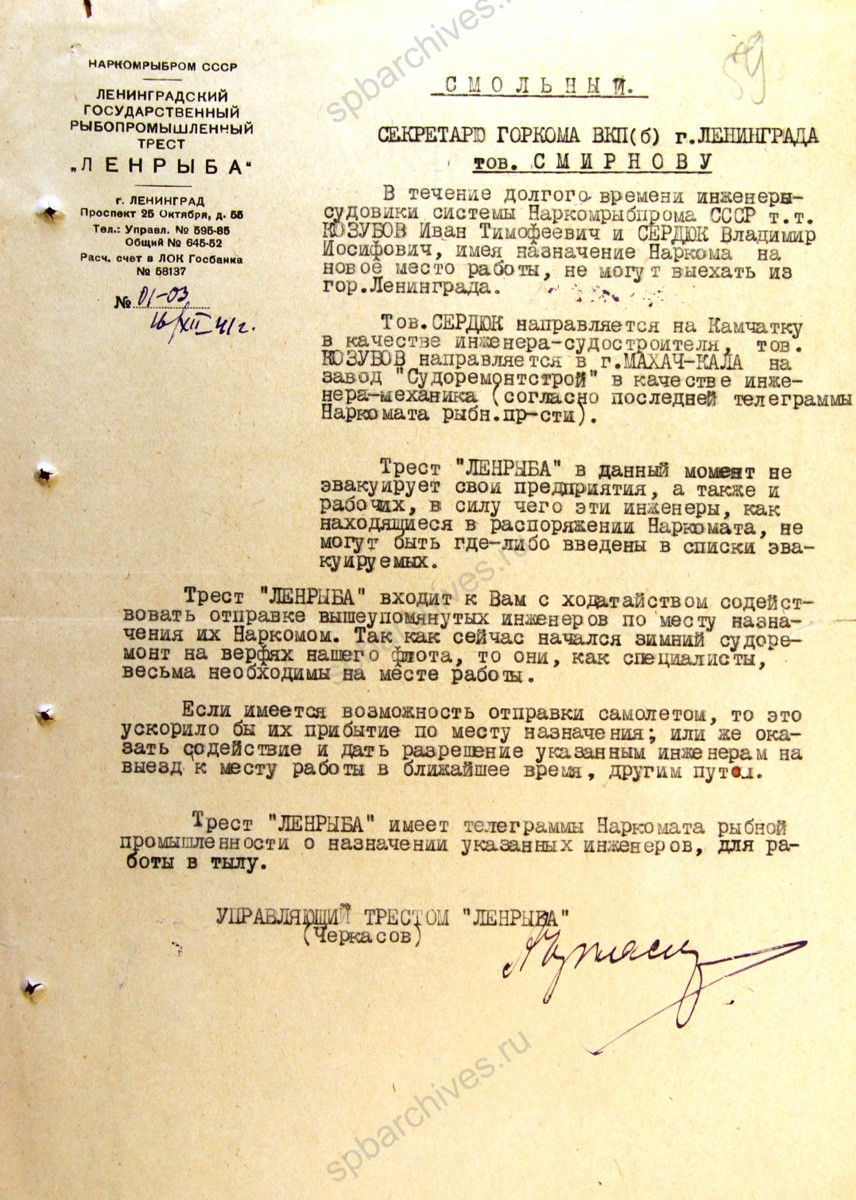 НАРКОМРЫБРОМ СССР
ЛЕНИНГРАДСКИЙ
ГОСУДАРСТВЕННЫЙ
РЫБОПРОМЫШЛЕННЫЙ
ТРЕСТ
„ЛЕНРЫБА“
г. ЛЕНИНГРАД
Проспект 25 Октября, д. 55
Тел.: Управл. № 595-85
Общий № 645-52
Расч. счет в ЛОК Госбанка
№ 58137
№ 01-03
16/XII-41г.
59
СМОЛЬНЫЙ.
СЕКРЕТАРЮ ГОРКОМА ВКП(б) г.ЛЕНИНГРАДА
тов. СМИРНОВУ
В течение долгого времени инженеры-
судовики системы Наркомрыбпрома СССР т.т.
КОЗУБОВ Иван Тимофеевич и СЕРДЮК Владимир
Иосифович, имея назначение Наркома на
новое место работы, не могут выехать из
гор.Ленинграда.
Тов.СЕРДЮК направляется на Камчатку
в качестве инженера-судостроителя, тов.
КОЗУБОВ направляется в г.МАХАЧ-КАЛА на
завод "Судоремонтстрой" в качестве инже-
нера-механика (согласно последней телеграммы
Наркомата рыбн.пр-сти).
Трест "ЛЕНРЫБА" в данный момент не
эвакуирует свои предприятия, а также и
рабочих, в силу чего эти инженеры, как
находящиеся в распоряжении Наркомата, не
могут быть где-либо введены в списки эва-
куируемых.
Трест "ЛЕНРЫБА" входит к Вам с ходатайством содейст-
вовать отправке вышеупомянутых инженеров по месту назна-
чения их Наркомом. Так как сейчас начался зимний судоре-
монт на верфях нашего флота, то они, как специалисты,
весьма необходимы на месте работы.
Если имеется возможность отправки самолетом, то это
ускорило бы их прибытие по месту назначения; или же ока-
зать содействие и дать разрешение указанным инженерам на
выезд к месту работы в ближайшее время, другим путем.
Трест "ЛЕНРЫБА" имеет телеграммы Наркомата рыбной
промышленности о назначении указанных инженеров, для ра-
боты в тылу.
УПРАВЛЯЮЩИЙ ТРЕСТОМ "ЛЕНРЫБА"
(Черкасов)
spbarchives.ru
spbarchives.ru
spbarchives.ru